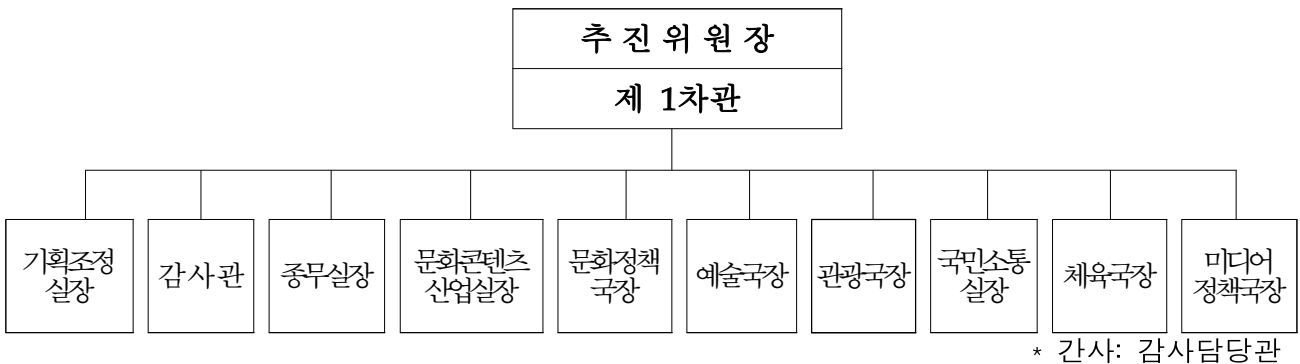 추 진 위 원 장
제 1차관
기획조정
실장
감 사 관
종무실장
문화콘텐츠
산업실장
문화정책
국장
예술국장
관광국장
국민소통
실장
체육국장
미디어
정책국장
* 간사: 감사담당관